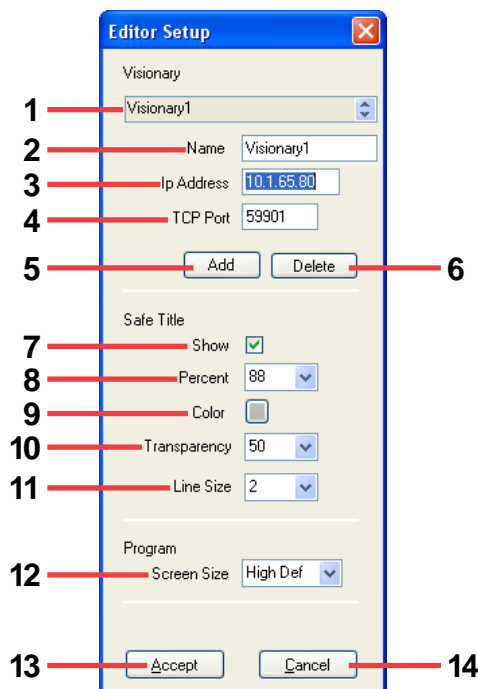 Editor Setup
Visionary
1 Visionary1
2 Name Visionary1
3 Ip Address 10.1.65.80
4 TCP Port 59901
5 Add Delete 6
Safe Title
7 Show
8 Percent 88
9 Color
10 Transparency 50
11 Line Size 2
Program
12 Screen Size High Def
13 Accept Cancel 14